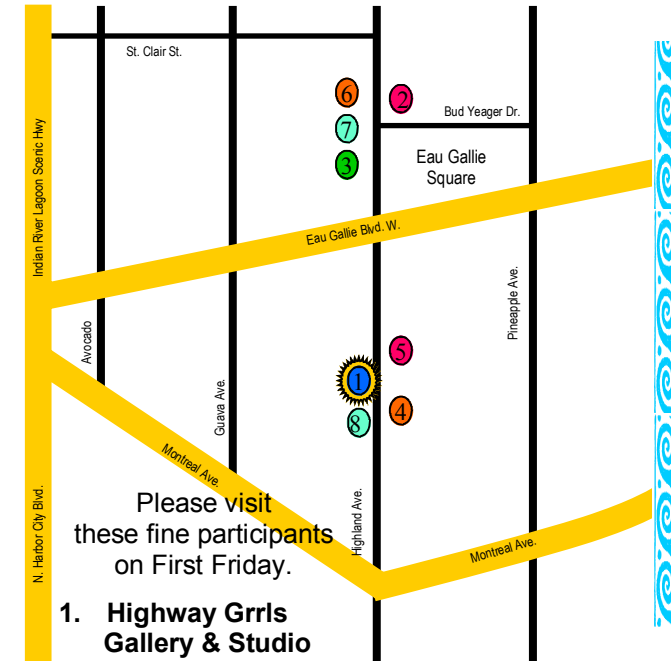 St. Clair St.
6
2
Bud Yeager Dr.
7
Indian River Lagoon Scenic Hwy
3
Eau Gallie
Square
Eau Gallie Blvd. W.
Pineapple Ave.
Avocado
5
1
Guava Ave.
4
8
Montreal Ave.
Highland Ave.
N. Harbor City Blvd.
Montreal Ave.
Please visit
these fine participants
on First Friday.
1. Highway Grrls
Gallery & Studio